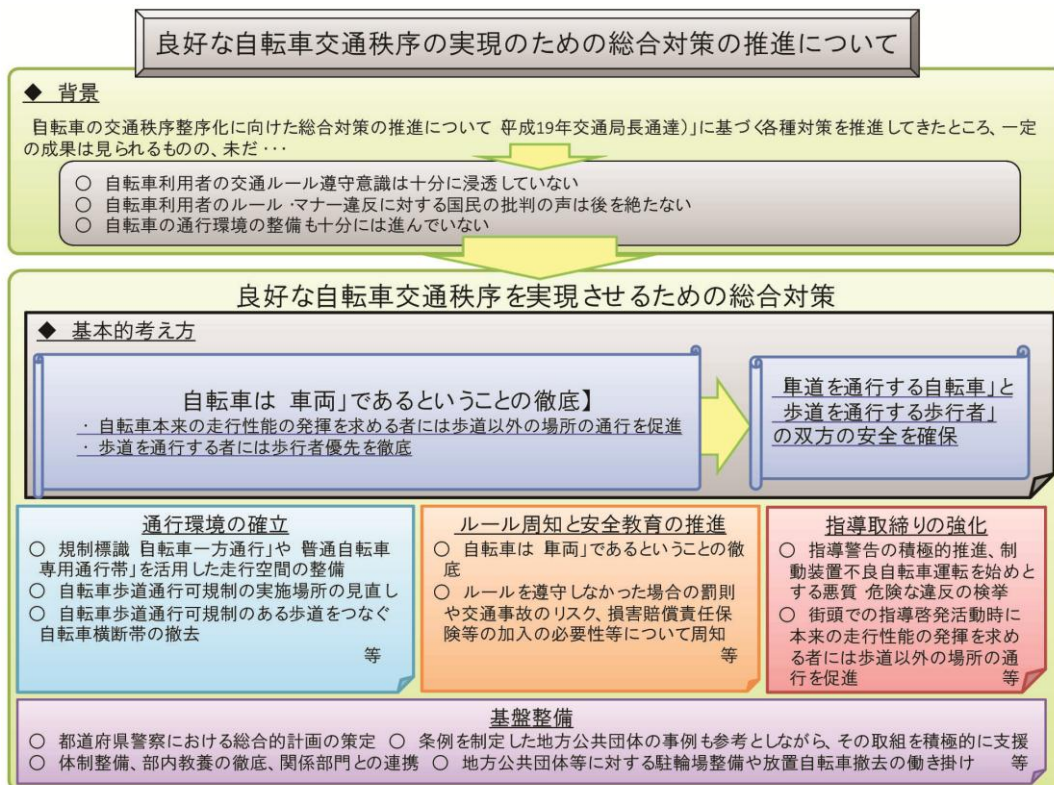 良好な自転車交通秩序の実現のための総合対策の推進について
◆ 背景
「自転車の交通秩序整序化に向けた総合対策の推進について（平成19年交通局長通達）」に基づく各種対策を推進してきたところ、一定
の成果は見られるものの、未だ・・・
○ 自転車利用者の交通ルール遵守意識は十分に浸透していない
○ 自転車利用者のルール・マナー違反に対する国民の批判の声は後を絶たない
○ 自転車の通行環境の整備も十分には進んでいない
良好な自転車交通秩序を実現させるための総合対策
◆ 基本的考え方
自転車は 車両」であるということの徹底】
・ 自転車本来の走行性能の発揮を求める者には歩道以外の場所の通行を促進
・ 歩道を通行する者には歩行者優先を徹底
「車道を通行する自転車」と
歩道を通行する歩行者」
の双方の安全を確保
通行環境の確立
○ 規制標識「自転車一方通行」や「普通自転車
専用通行帯」を活用した走行空間の整備
○ 自転車歩道通行可規制の実施場所の見直し
○ 自転車歩道通行可規制のある歩道をつなぐ
自転車横断帯の撤去
等
ルール周知と安全教育の推進
○ 自転車は「車両」であるということの徹
底
○ ルールを遵守しなかった場合の罰則
や交通事故のリスク、損害賠償責任保
険等の加入の必要性等について周知
等
指導取締りの強化
○ 指導警告の積極的推進、制
動装置不良自転車運転を始めと
する悪質・危険な違反の検挙
○ 街頭での指導啓発活動時に
本来の走行性能の発揮を求め
る者には歩道以外の場所の通
行を促進 等
基盤整備
○ 都道府県警察における総合的計画の策定 ○ 条例を制定した地方公共団体の事例も参考としながら、その取組を積極的に支援
○ 体制整備、部内教養の徹底、関係部門との連携 ○ 地方公共団体等に対する駐輪場整備や放置自転車撤去の働き掛け 等